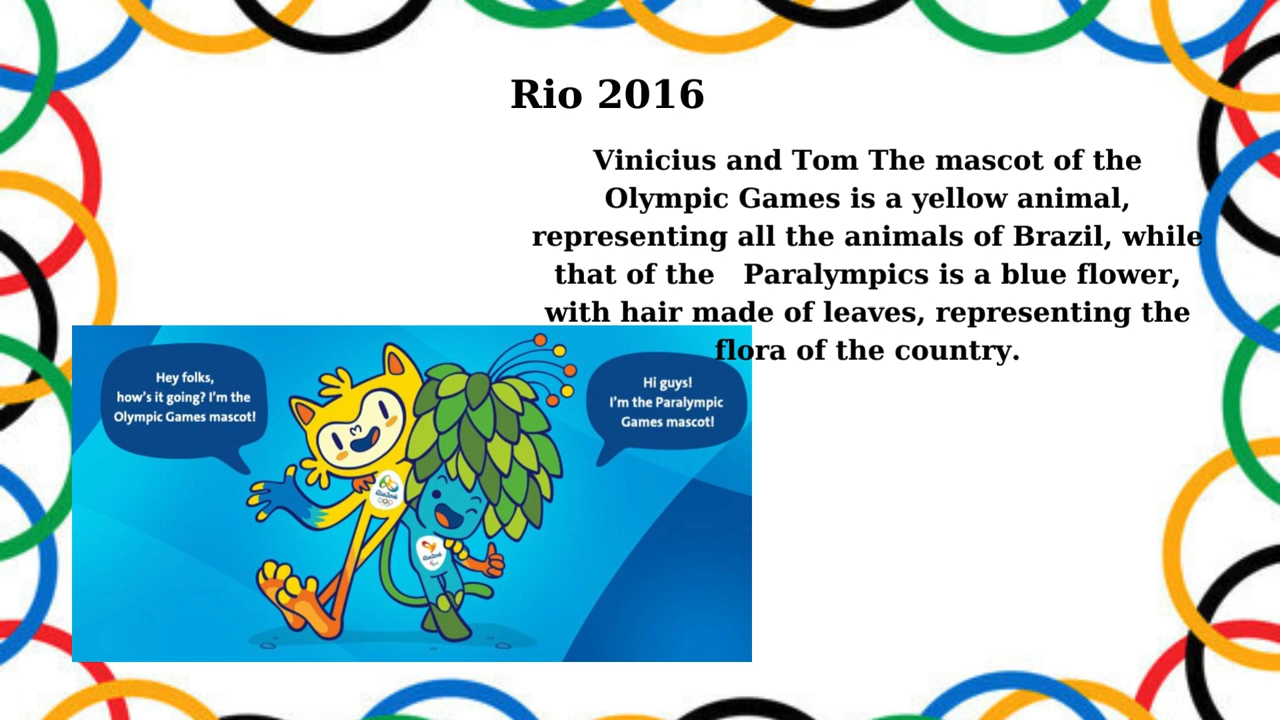 Rio 2016
Vinicius and Tom The mascot of the
Olympic Games is a yellow animal,
representing all the animals of Brazil, while
that of the   Paralympics is a blue flower,
with hair made of leaves, representing the
flora of the country.
Hey folks,
how's it going? I'm the
Olympic Games mascot!
Hi guys!
I'm the Paralympic
Games mascot!
Rio2016
Rio2016